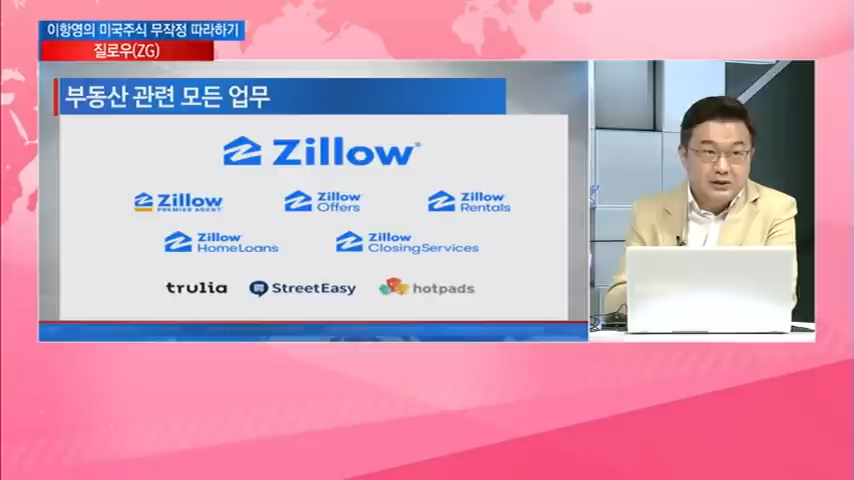 이항영의 미국주식 무작정 따라하기
질로우(ZG)
부동산 관련 모든 업무
Zillow
Zillow PREMIER AGENT
Zillow Offers
Zillow Rentals
Zillow HomeLoans
Zillow ClosingServices
trulia
StreetEasy
hotpads